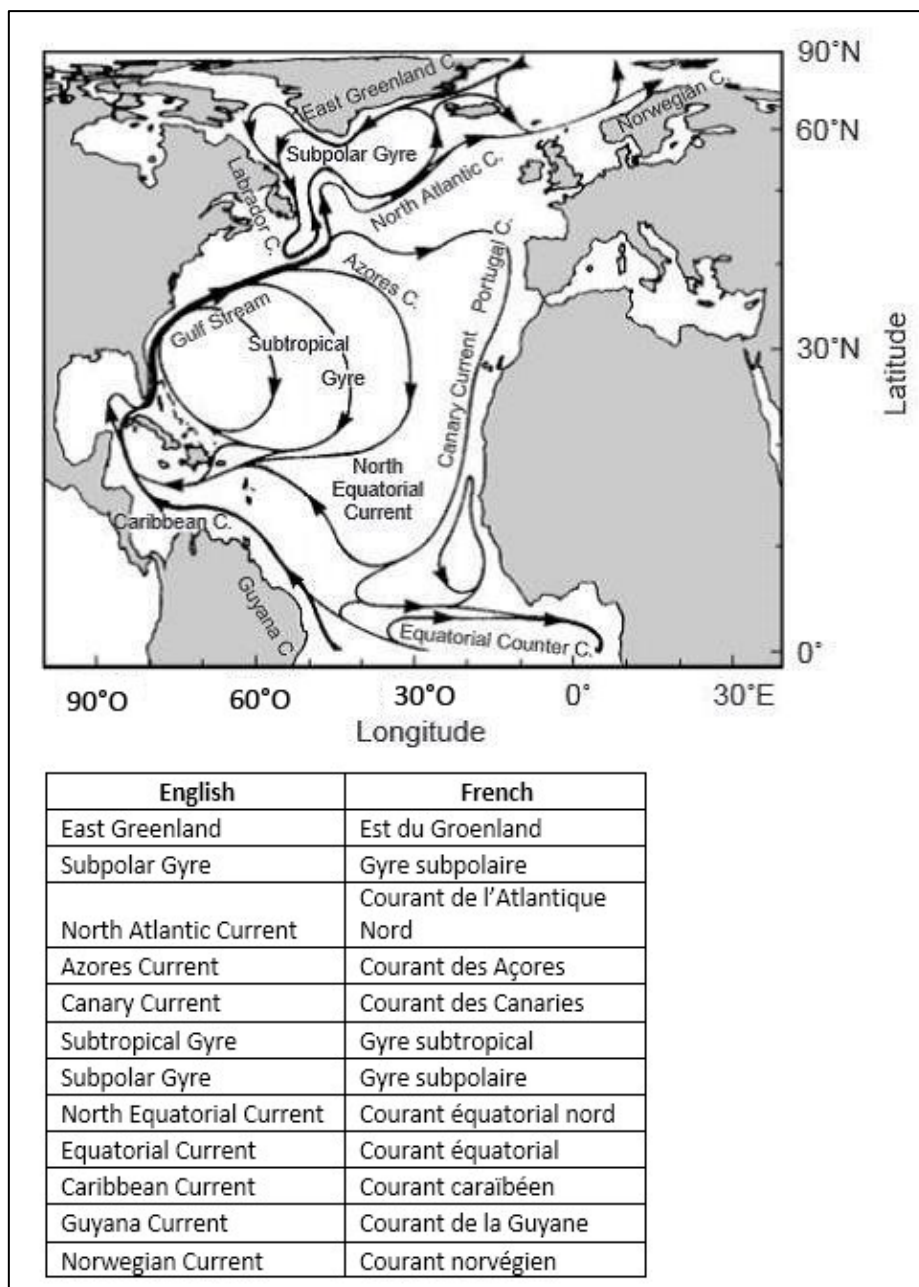 90°N
East Greenland C.
Norwegian C.
60°N
Subpolar Gyre
Labrador C.
North Atlantic C.
Portugal C.
Azores C.
Gulf Stream
Subtropical
Gyre
30°N
Latitude
Canary Current
North
Equatorial
Current
Caribbean C.
Guyana C.
Equatorial Counter C.
0°
90°O 60°O 30°O 0° 30°E
Longitude
English French
East Greenland Est du Groenland
Subpolar Gyre Gyre subpolaire
Courant de l’Atlantique
North Atlantic Current Nord
Azores Current Courant des Açores
Canary Current Courant des Canaries
Subtropical Gyre Gyre subtropical
Subpolar Gyre Gyre subpolaire
North Equatorial Current Courant équatorial nord
Equatorial Current Courant équatorial
Caribbean Current Courant caraïbéen
Guyana Current Courant de la Guyane
Norwegian Current Courant norvégien